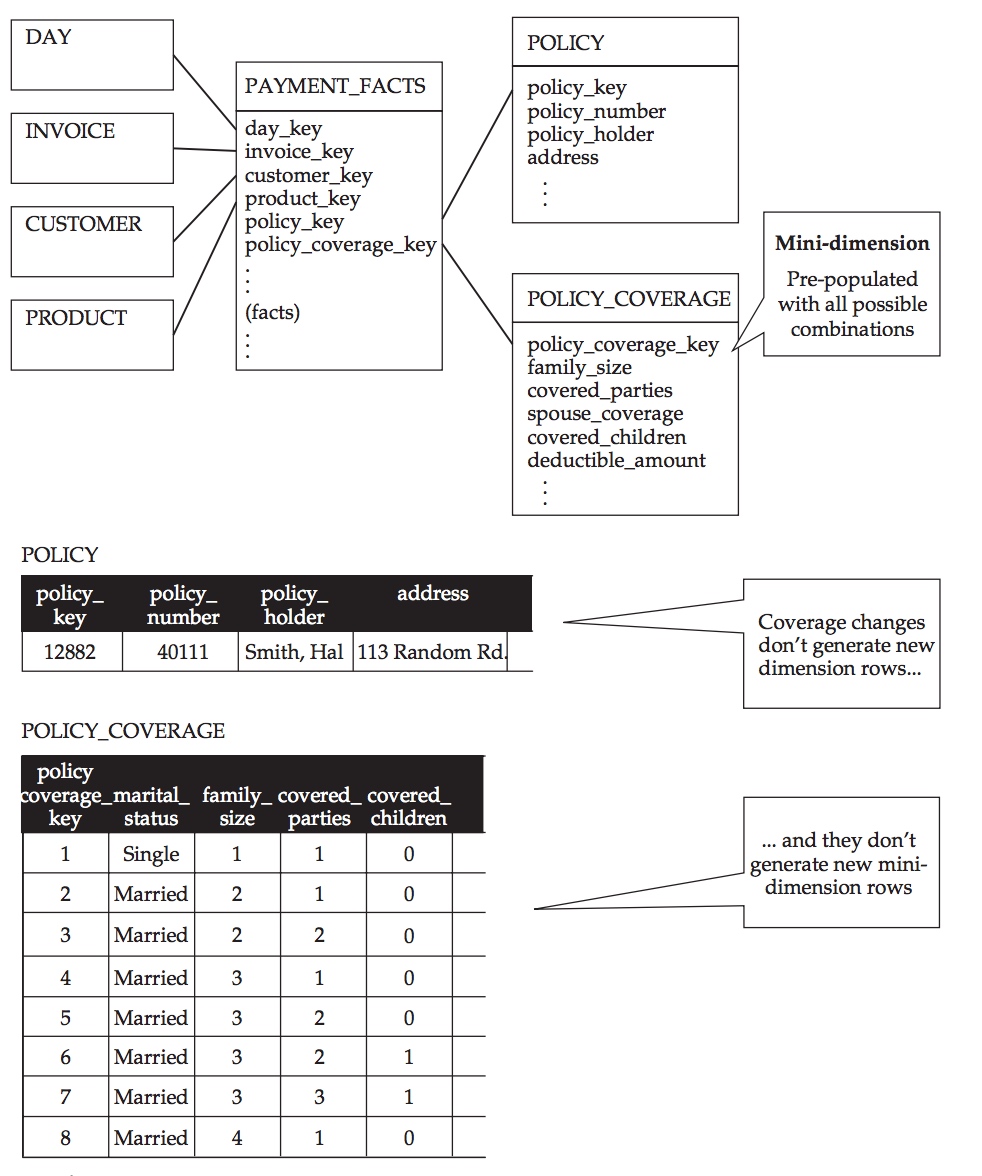 DAY
INVOICE
CUSTOMER
PRODUCT
PAYMENT_FACTS
day_key
invoice_key
customer_key
product_key
policy_key
policy_coverage_key
(facts)
POLICY
policy_key
policy_number
policy_holder
address
POLICY_COVERAGE
policy_coverage_key
family_size
covered_parties
spouse_coverage
covered_children
deductible_amount
Mini-dimension
Pre-populated
with all possible
combinations
POLICY
policy_ policy_ policy_ address
key number holder
12882 40111 Smith, Hal 113 Random Rd.
Coverage changes
don't generate new
dimension rows...
POLICY_COVERAGE
policy
coverage_ marital_ family_ covered_ covered_
key status size parties children
1 Single 1 1 0
2 Married 2 1 0
3 Married 2 2 0
4 Married 3 1 0
5 Married 3 2 0
6 Married 3 2 1
7 Married 3 3 1
8 Married 4 1 0
... and they don't
generate new mini-
dimension rows